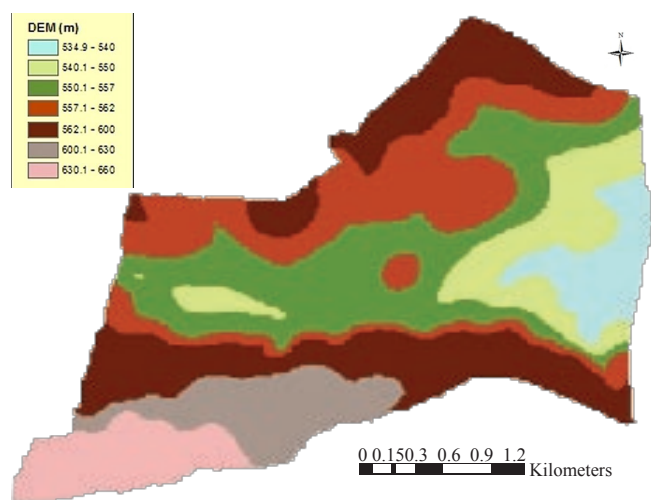 DEM (m)
534.9 - 540
540.1 - 550
550.1 - 557
557.1 - 562
562.1 - 600
600.1 - 630
630.1 - 660
N
0 0.150.3 0.6 0.9 1.2
Kilometers